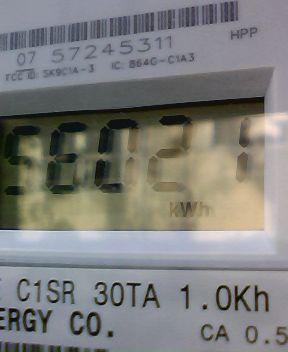 07 57245311
HPP
FCC ID: SK9C1A-3 IC: 864G-C1A3
56021
kWh
C1SR 30TA 1.0Kh
ERGY CO.
CA 0.5